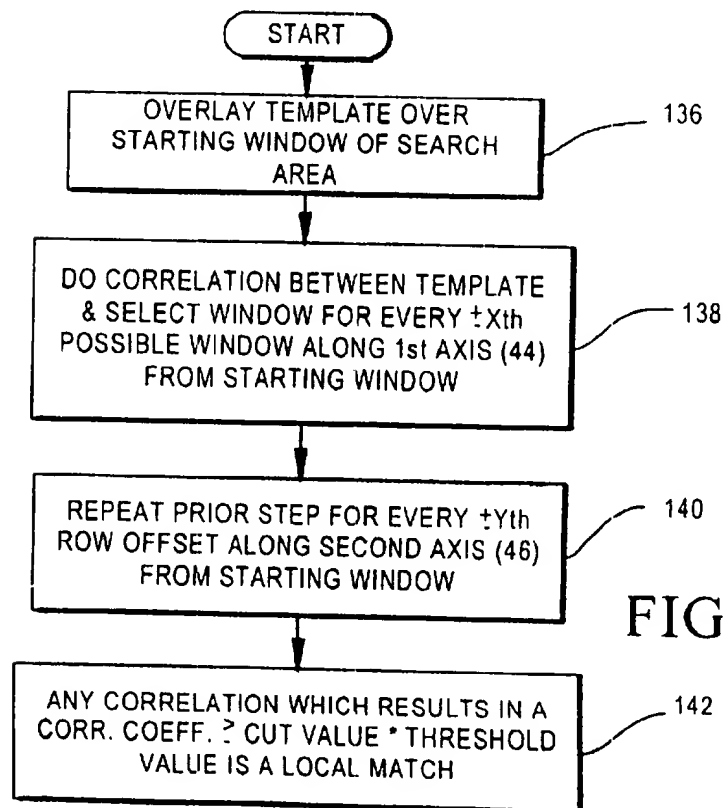 START
OVERLAY TEMPLATE OVER
STARTING WINDOW OF SEARCH
AREA
136
DO CORRELATION BETWEEN TEMPLATE
& SELECT WINDOW FOR EVERY ±Xth
POSSIBLE WINDOW ALONG 1st AXIS (44)
FROM STARTING WINDOW
138
REPEAT PRIOR STEP FOR EVERY ±Yth
ROW OFFSET ALONG SECOND AXIS (46)
FROM STARTING WINDOW
140
FIG
ANY CORRELATION WHICH RESULTS IN A
CORR. COEFF. ≥ CUT VALUE * THRESHOLD
VALUE IS A LOCAL MATCH
142